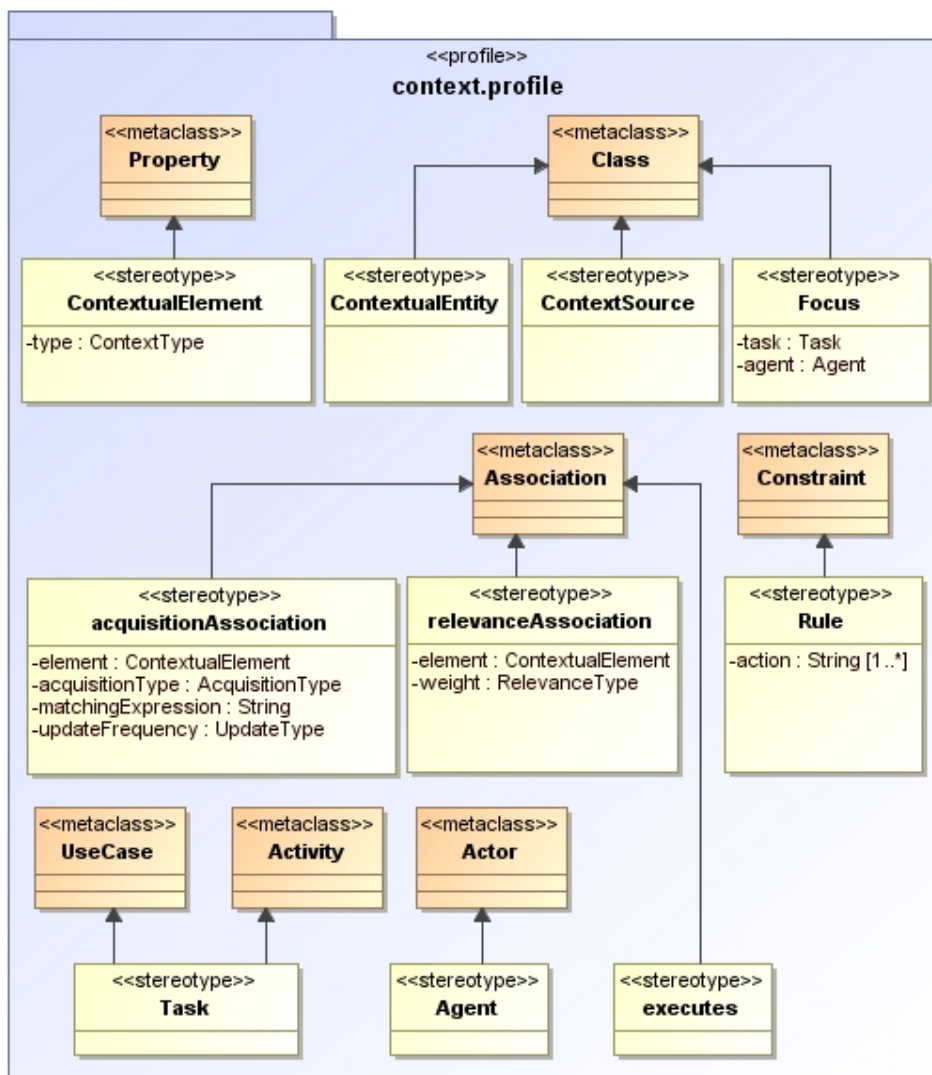 <<profile>>
context.profile
<<metaclass>>
Property
<<metaclass>>
Class
<<stereotype>>
ContextualElement
-type : ContextType
<<stereotype>>
ContextualEntity
<<stereotype>>
ContextSource
<<stereotype>>
Focus
-task : Task
-agent : Agent
<<metaclass>>
Association
<<metaclass>>
Constraint
<<stereotype>>
acquisitionAssociation
-element : ContextualElement
-acquisitionType : AcquisitionType
-matchingExpression : String
-updateFrequency : UpdateType
<<stereotype>>
relevanceAssociation
-element : ContextualElement
-weight : RelevanceType
<<stereotype>>
Rule
-action : String [1..*]
<<metaclass>>
UseCase
<<metaclass>>
Activity
<<metaclass>>
Actor
<<stereotype>>
Task
<<stereotype>>
Agent
<<stereotype>>
executes